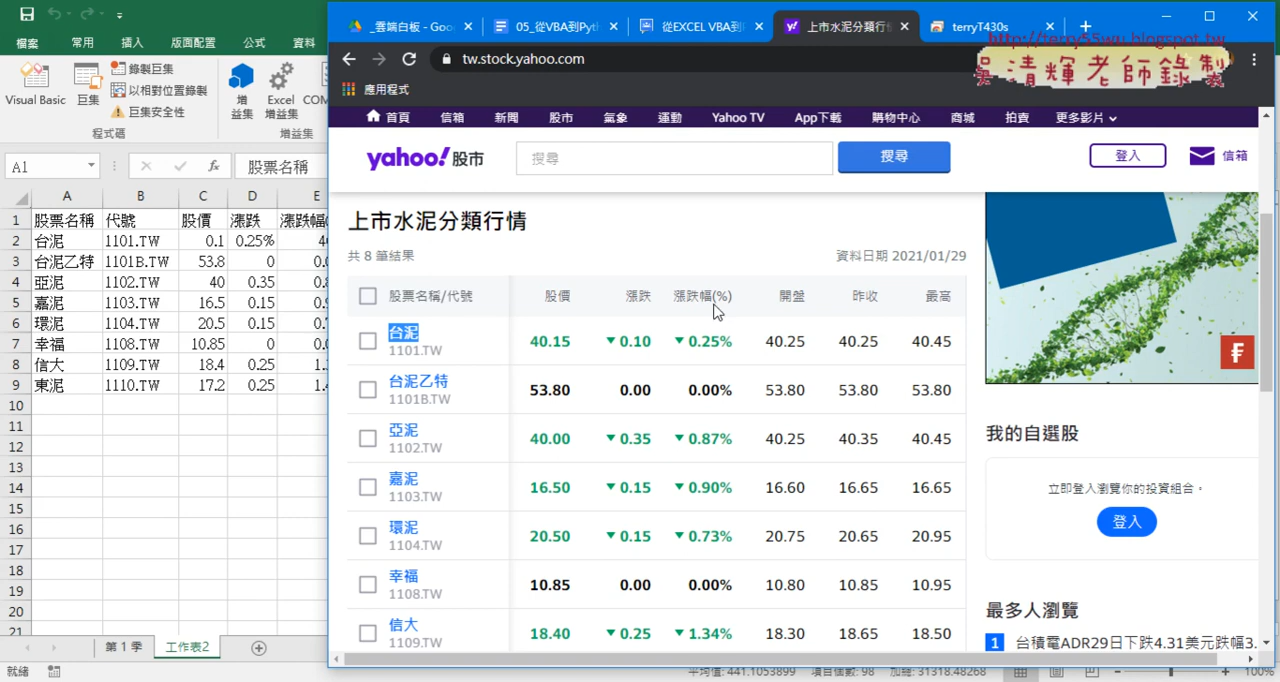 檔案 常用 插入 版面配置 公式 資料
Visual Basic 巨集 錄製巨集 以相對位置錄製 巨集安全性 增益集 Excel 增益集 COM
程式碼 增益集
A1 fx 股票名稱
A B C D E
1 股票名稱 代號 股價 漲跌 漲跌幅(
2 台泥 1101.TW 0.1 0.25%
3 台泥乙特 1101B.TW 53.8 0
4 亞泥 1102.TW 40 0.35
5 嘉泥 1103.TW 16.5 0.15
6 環泥 1104.TW 20.5 0.15
7 幸福 1108.TW 10.85 0
8 信大 1109.TW 18.4 0.25
9 東泥 1110.TW 17.2 0.25
10
11
12
13
14
15
16
17
18
19
20
21
第 1 季 工作表2
就緒
平均值: 441.1053899 項目個數: 98 加總: 31318.48268 100%
_雲端白板 - Goo 05_從VBA到Pyth 從EXCEL VBA到 上市水泥分類行情 terryT430s
http://terry55wu.blogspot.tw
吳清輝老師錄製
tw.stock.yahoo.com
應用程式
首頁 信箱 新聞 股市 氣象 運動 Yahoo TV App下載 購物中心 商城 拍賣 更多影片
yahoo!股市 搜尋 搜尋 登入 信箱
上市水泥分類行情
共 8 筆結果 資料日期 2021/01/29
股票名稱/代號 股價 漲跌 漲跌幅(%) 開盤 昨收 最高
台泥 1101.TW 40.15 ▼0.10 ▼0.25% 40.25 40.25 40.45
台泥乙特 1101B.TW 53.80 0.00 0.00% 53.80 53.80 53.80
亞泥 1102.TW 40.00 ▼0.35 ▼0.87% 40.25 40.35 40.45
嘉泥 1103.TW 16.50 ▼0.15 ▼0.90% 16.60 16.65 16.65
環泥 1104.TW 20.50 ▼0.15 ▼0.73% 20.75 20.65 20.95
幸福 1108.TW 10.85 0.00 0.00% 10.80 10.85 10.95
信大 1109.TW 18.40 ▼0.25 ▼1.34% 18.30 18.65 18.50
我的自選股
立即登入瀏覽你的投資組合。
登入
最多人瀏覽
1 台積電ADR29日下跌4.31美元跌幅3.